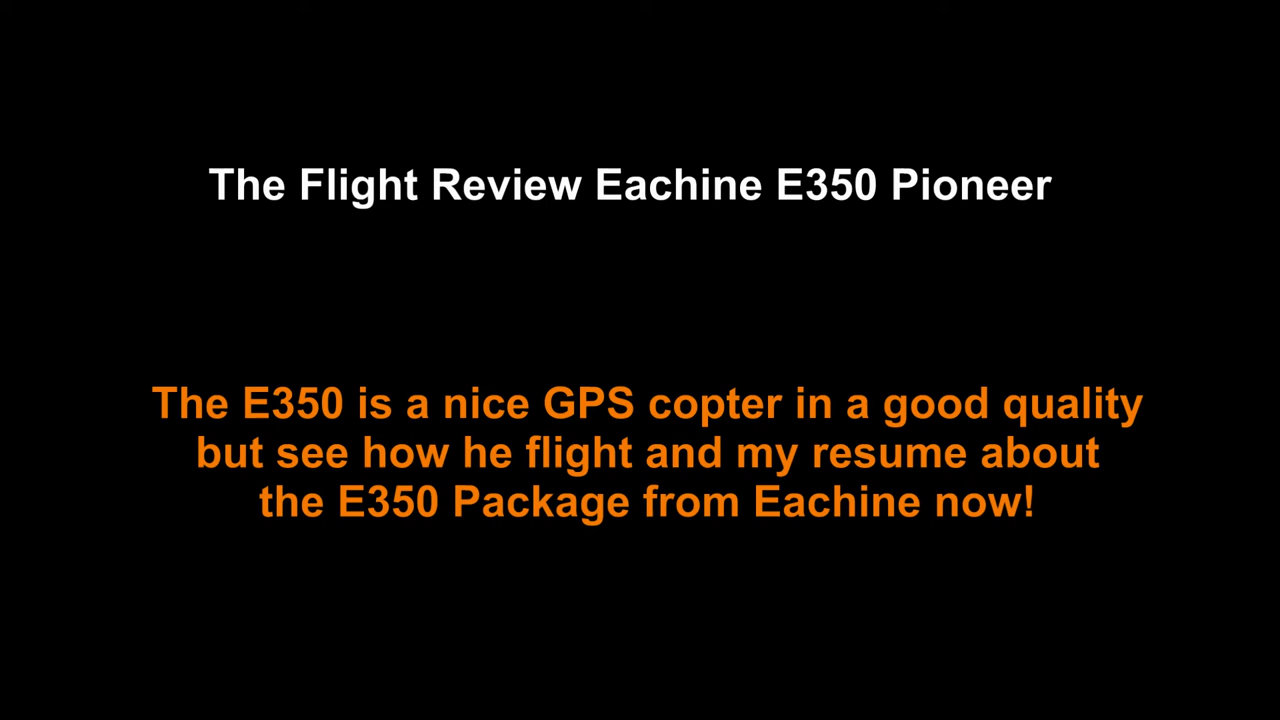 The Flight Review Eachine E350 Pioneer
The E350 is a nice GPS copter in a good quality
but see how he flight and my resume about
the E350 Package from Eachine now!